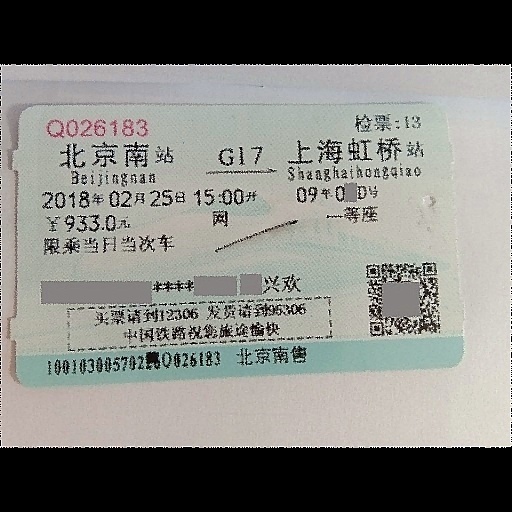 Q026183 检票:13
北京南站 G17 上海虹桥站
Beijingnan Shanghaihongqiao
2018年02月25日 15:00开 09车0 D号
￥933.0元 网 一等座
限乘当日当次车
**** 兴欢
买票请到12306 发货请到95306
中国铁路祝您旅途愉快
Q026183 北京南售